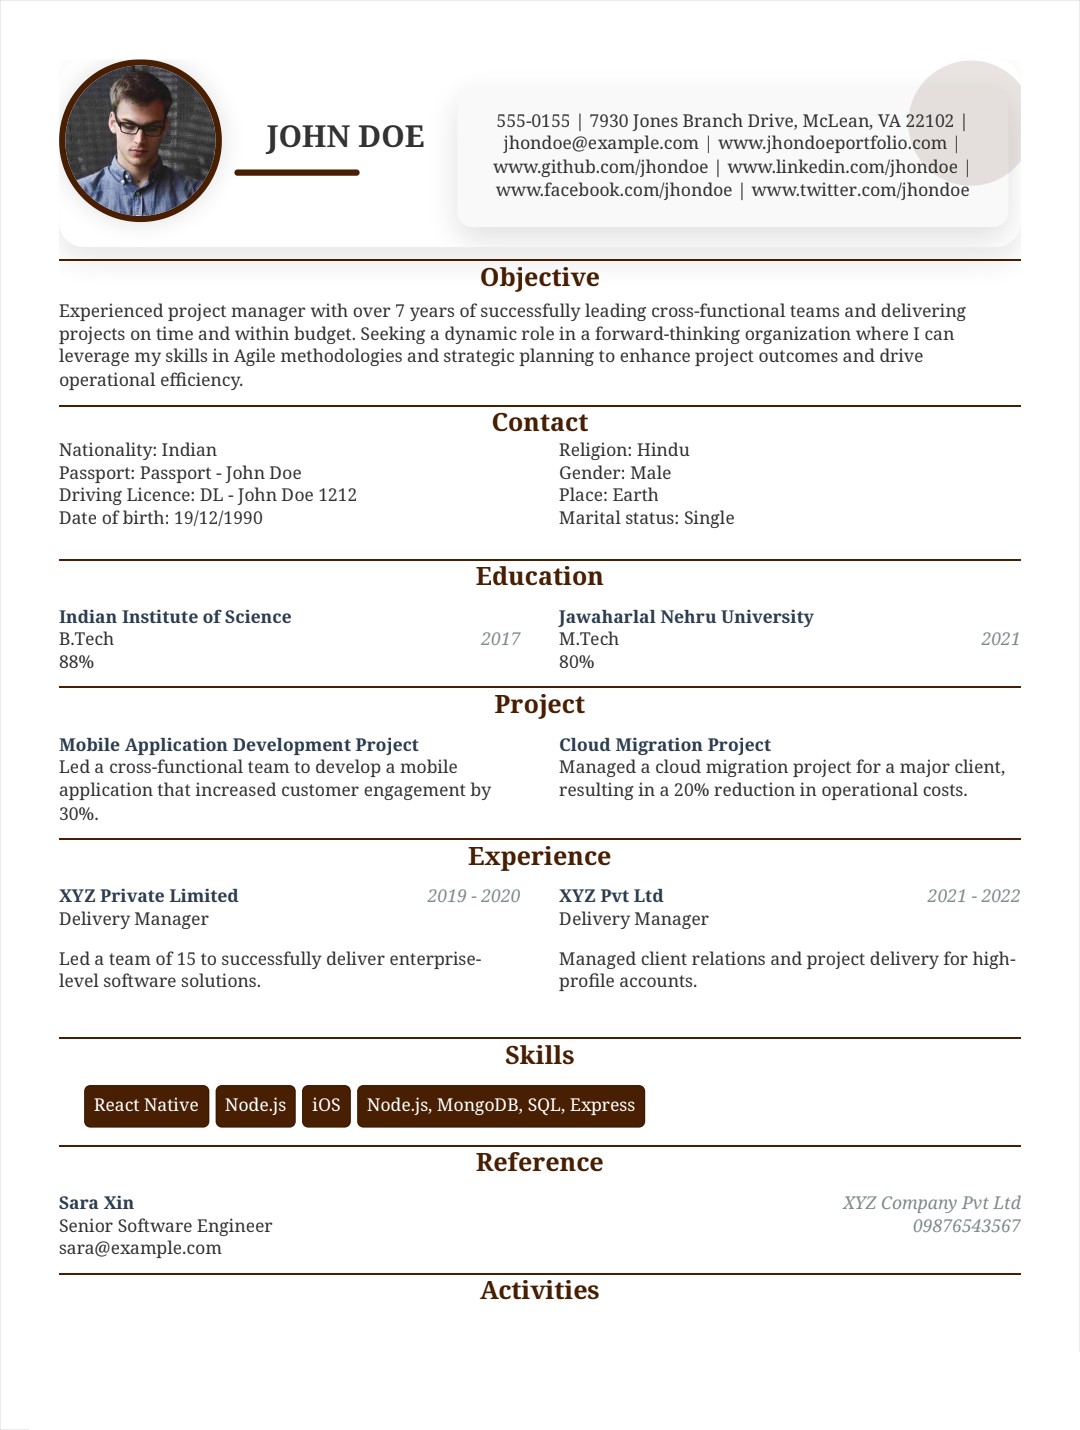 JOHN DOE
555-0155 | 7930 Jones Branch Drive, McLean, VA 22102 |
jhondoe@example.com | www.jhondoeportfolio.com |
www.github.com/jhondoe | www.linkedin.com/jhondoe |
www.facebook.com/jhondoe | www.twitter.com/jhondoe
Objective
Experienced project manager with over 7 years of successfully leading cross-functional teams and delivering
projects on time and within budget. Seeking a dynamic role in a forward-thinking organization where I can
leverage my skills in Agile methodologies and strategic planning to enhance project outcomes and drive
operational efficiency.
Contact
Nationality: Indian
Passport: Passport - John Doe
Driving Licence: DL - John Doe 1212
Date of birth: 19/12/1990
Religion: Hindu
Gender: Male
Place: Earth
Marital status: Single
Education
Indian Institute of Science
B.Tech 2017
88%
Jawaharlal Nehru University
M.Tech 2021
80%
Project
Mobile Application Development Project
Led a cross-functional team to develop a mobile
application that increased customer engagement by
30%.
Cloud Migration Project
Managed a cloud migration project for a major client,
resulting in a 20% reduction in operational costs.
Experience
XYZ Private Limited 2019 - 2020
Delivery Manager
Led a team of 15 to successfully deliver enterprise-
level software solutions.
XYZ Pvt Ltd 2021 - 2022
Delivery Manager
Managed client relations and project delivery for high-
profile accounts.
Skills
React Native Node.js iOS Node.js, MongoDB, SQL, Express
Reference
Sara Xin XYZ Company Pvt Ltd
Senior Software Engineer 09876543567
sara@example.com
Activities